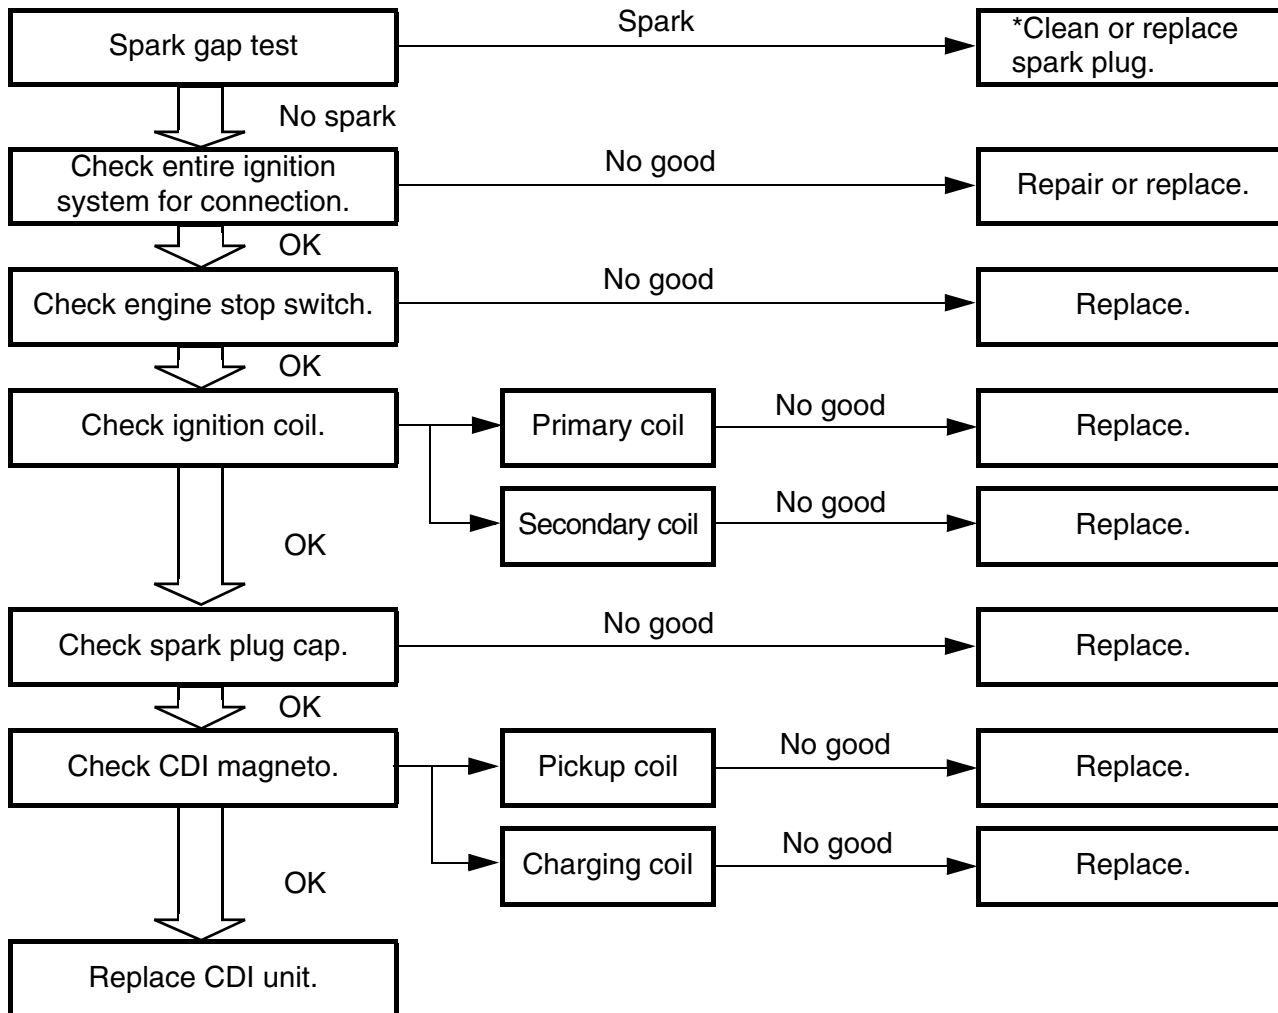 Spark gap test
Spark
*Clean or replace
spark plug.
No spark
Check entire ignition
system for connection.
No good
Repair or replace.
OK
Check engine stop switch.
No good
Replace.
OK
Check ignition coil.
Primary coil
No good
Replace.
Secondary coil
No good
Replace.
OK
Check spark plug cap.
No good
Replace.
OK
Check CDI magneto.
Pickup coil
No good
Replace.
Charging coil
No good
Replace.
OK
Replace CDI unit.